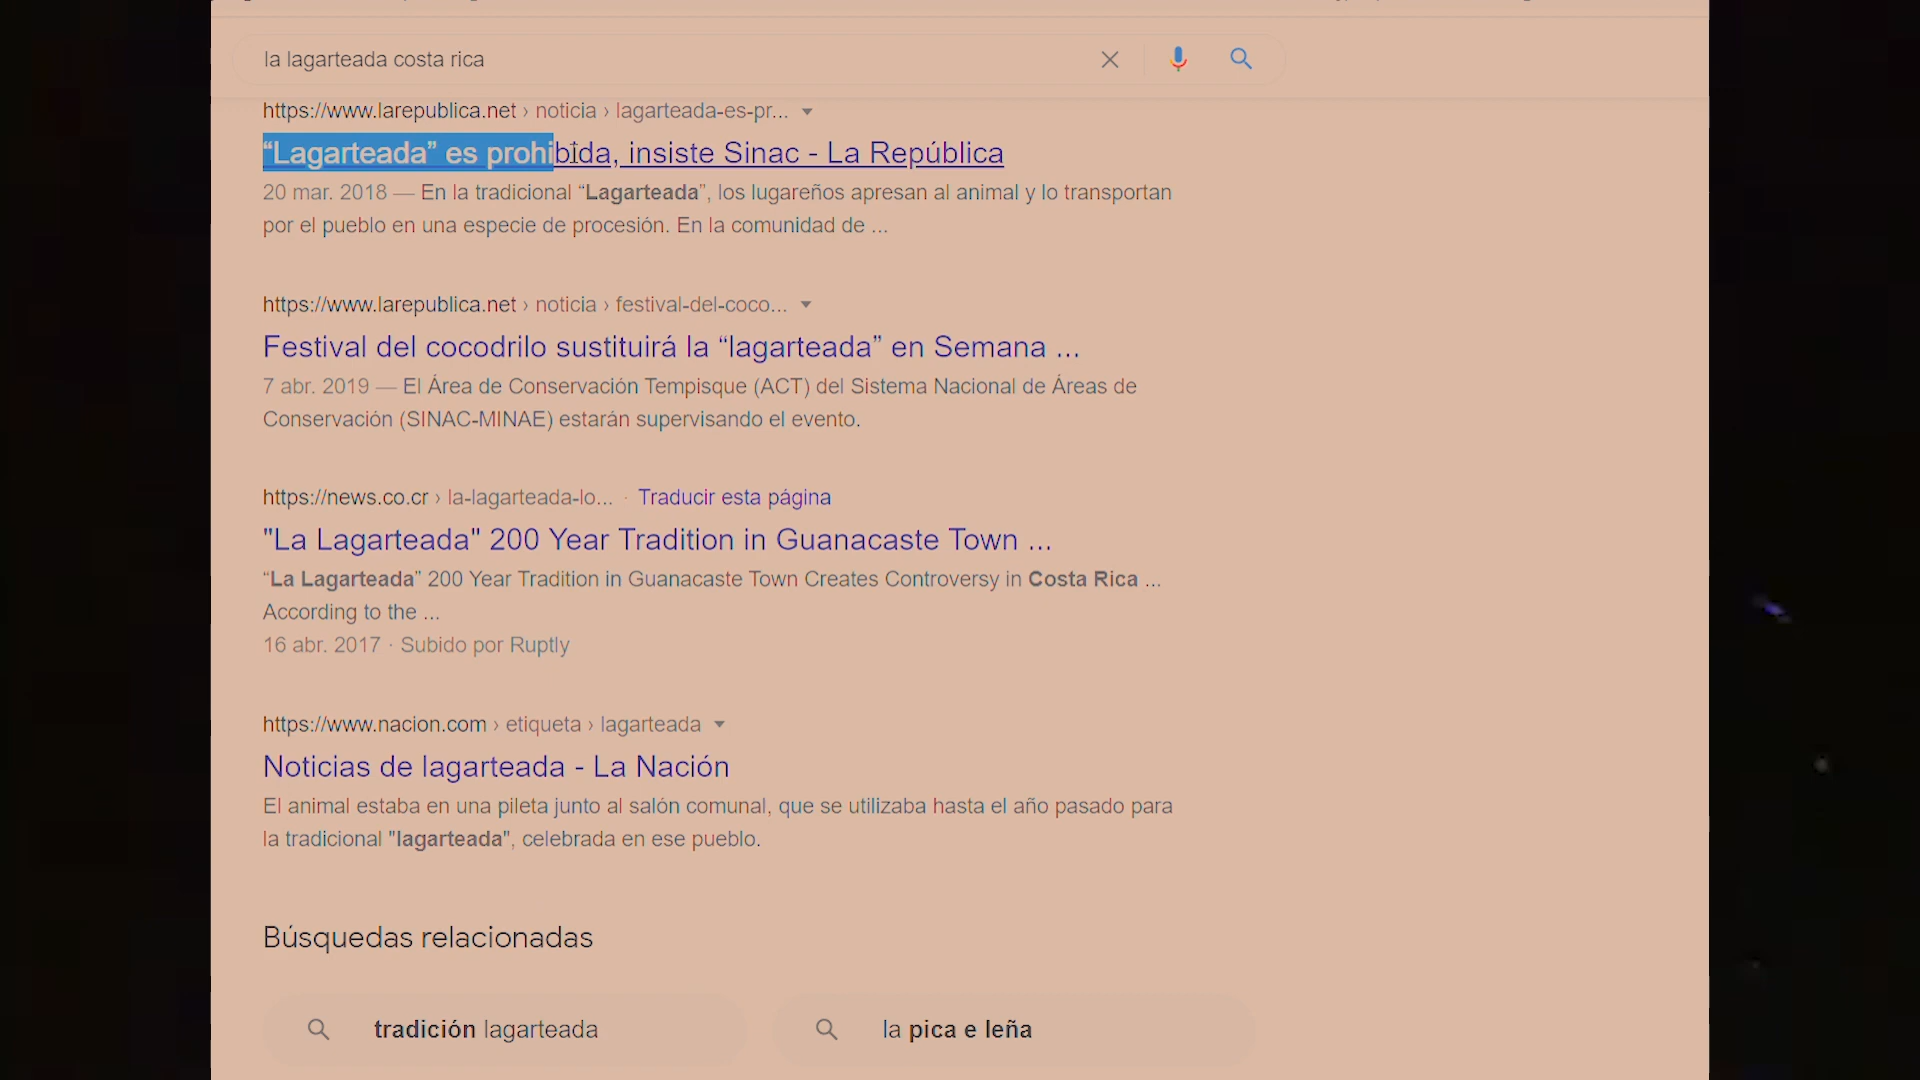 la lagarteada costa rica
https://www.larepublica.net › noticia › lagarteada-es-pr...
“Lagarteada” es prohibida, insiste Sinac - La República
20 mar. 2018 — En la tradicional “Lagarteada”, los lugareños apresan al animal y lo transportan
por el pueblo en una especie de procesión. En la comunidad de ...
https://www.larepublica.net › noticia › festival-del-coco...
Festival del cocodrilo sustituirá la “lagarteada” en Semana ...
7 abr. 2019 — El Área de Conservación Tempisque (ACT) del Sistema Nacional de Áreas de
Conservación (SINAC-MINAE) estarán supervisando el evento.
https://news.co.cr › la-lagarteada-lo... · Traducir esta página
"La Lagarteada" 200 Year Tradition in Guanacaste Town ...
“La Lagarteada” 200 Year Tradition in Guanacaste Town Creates Controversy in Costa Rica ...
According to the ...
16 abr. 2017 · Subido por Ruptly
https://www.nacion.com › etiqueta › lagarteada
Noticias de lagarteada - La Nación
El animal estaba en una pileta junto al salón comunal, que se utilizaba hasta el año pasado para
la tradicional "lagarteada", celebrada en ese pueblo.
Búsquedas relacionadas
tradición lagarteada
la pica e leña